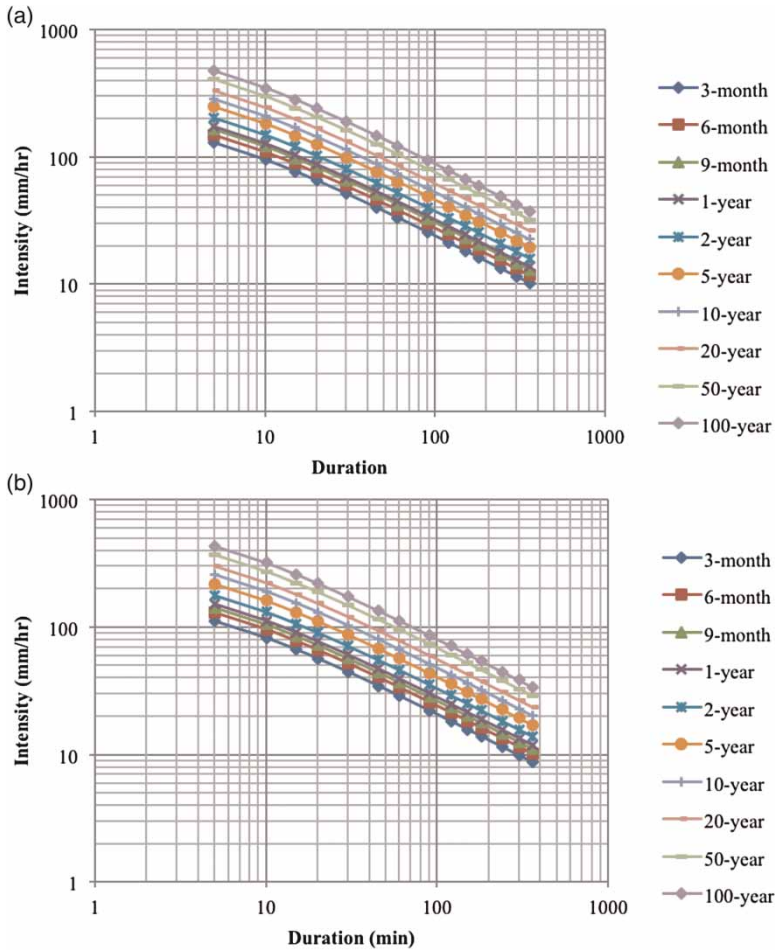 (a)
1000
100
10
1
1
10
100
1000
Intensity (mm/hr)
Duration
3-month
6-month
9-month
1-year
2-year
5-year
10-year
20-year
50-year
100-year
(b)
1000
100
10
1
1
10
100
1000
Intensity (mm/hr)
Duration (min)
3-month
6-month
9-month
1-year
2-year
5-year
10-year
20-year
50-year
100-year